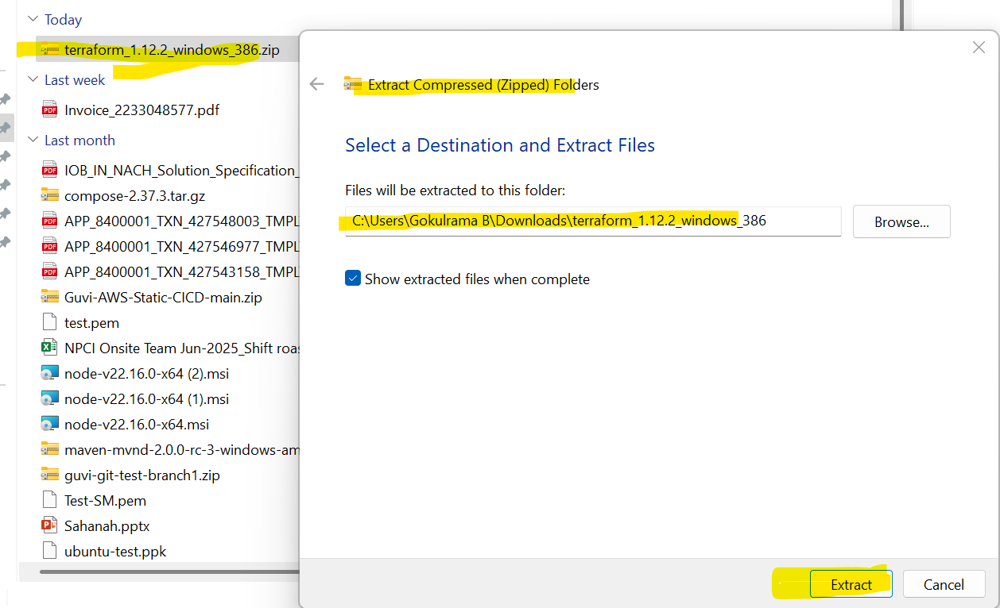 Today
terraform_1.12.2_windows_386.zip
Last week
Invoice_2233048577.pdf
Last month
IOB_IN_NACH_Solution_Specification_
compose-2.37.3.tar.gz
APP_8400001_TXN_427548003_TMPL
APP_8400001_TXN_427546977_TMPL
APP_8400001_TXN_427543158_TMPL
Guvi-AWS-Static-CICD-main.zip
test.pem
NPCI Onsite Team Jun-2025_Shift roas
node-v22.16.0-x64 (2).msi
node-v22.16.0-x64 (1).msi
node-v22.16.0-x64.msi
maven-mvnd-2.0.0-rc-3-windows-am
guvi-git-test-branch1.zip
Test-SM.pem
Sahanah.pptx
ubuntu-test.ppk
Extract Compressed (Zipped) Folders
Select a Destination and Extract Files
Files will be extracted to this folder:
C:\Users\Gokulrama B\Downloads\terraform_1.12.2_windows_386
Browse...
Show extracted files when complete
Extract
Cancel